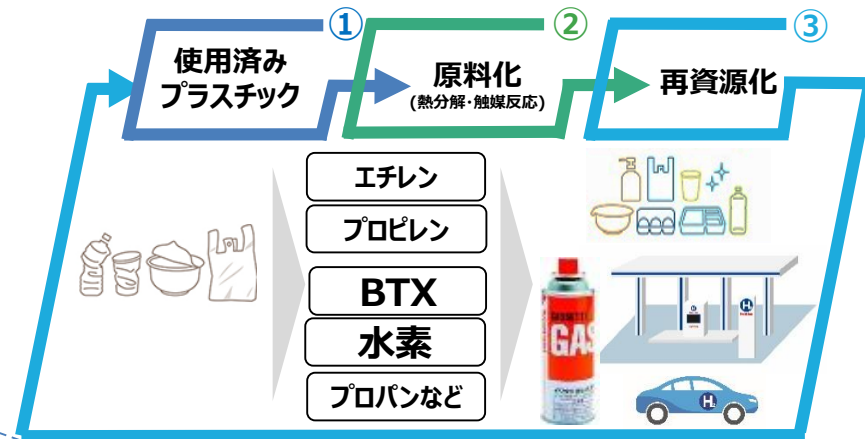 ①
使用済み
プラスチック
②
原料化
(熱分解・触媒反応)
③
再資源化
エチレン
プロピレン
BTX
水素
プロパンなど
GAS
H
H
H₂